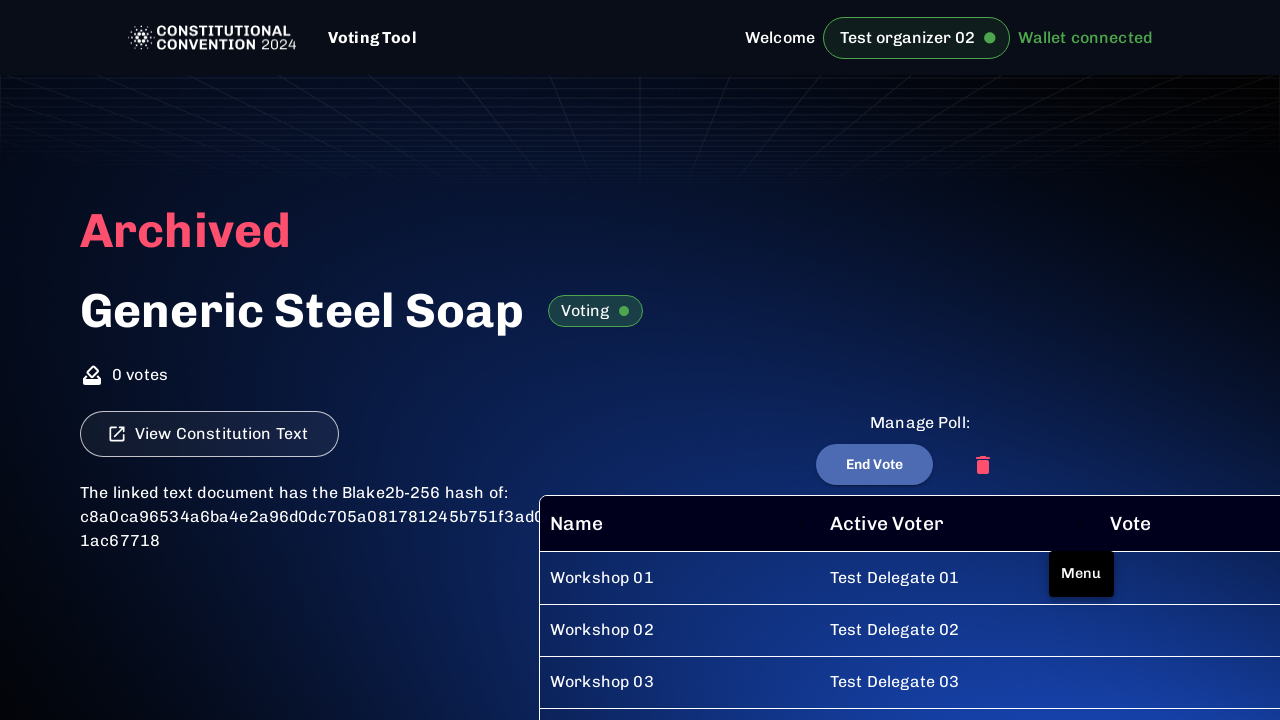 CONSTITUTIONAL
CONVENTION 2024
Voting Tool
Welcome
Test organizer 02
Wallet connected
Archived
Generic Steel Soap
Voting
0 votes
View Constitution Text
Manage Poll:
End Vote
The linked text document has the Blake2b-256 hash of:
c8a0ca96534a6ba4e2a96d0dc705a081781245b751f3ad0
1ac67718
Name Active Voter Vote
Workshop 01 Test Delegate 01
Menu
Workshop 02 Test Delegate 02
Workshop 03 Test Delegate 03